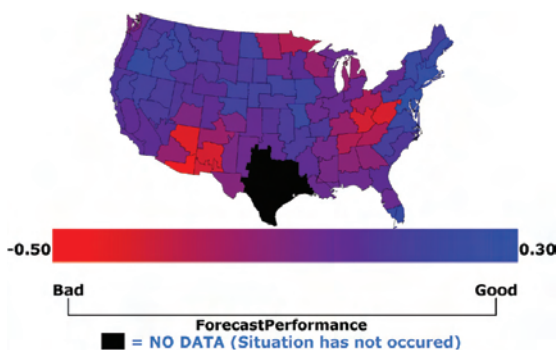 -0.50 0.30
Bad Good
ForecastPerformance
= NO DATA (Situation has not occured)